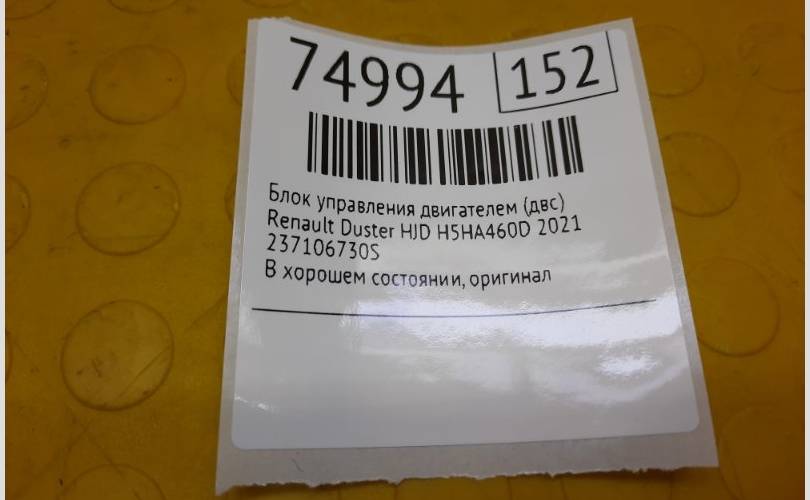 74994 152
Блок управления двигателем (двс)
Renault Duster HJD H5HA460D 2021
237106730S
В хорошем состоянии, оригинал